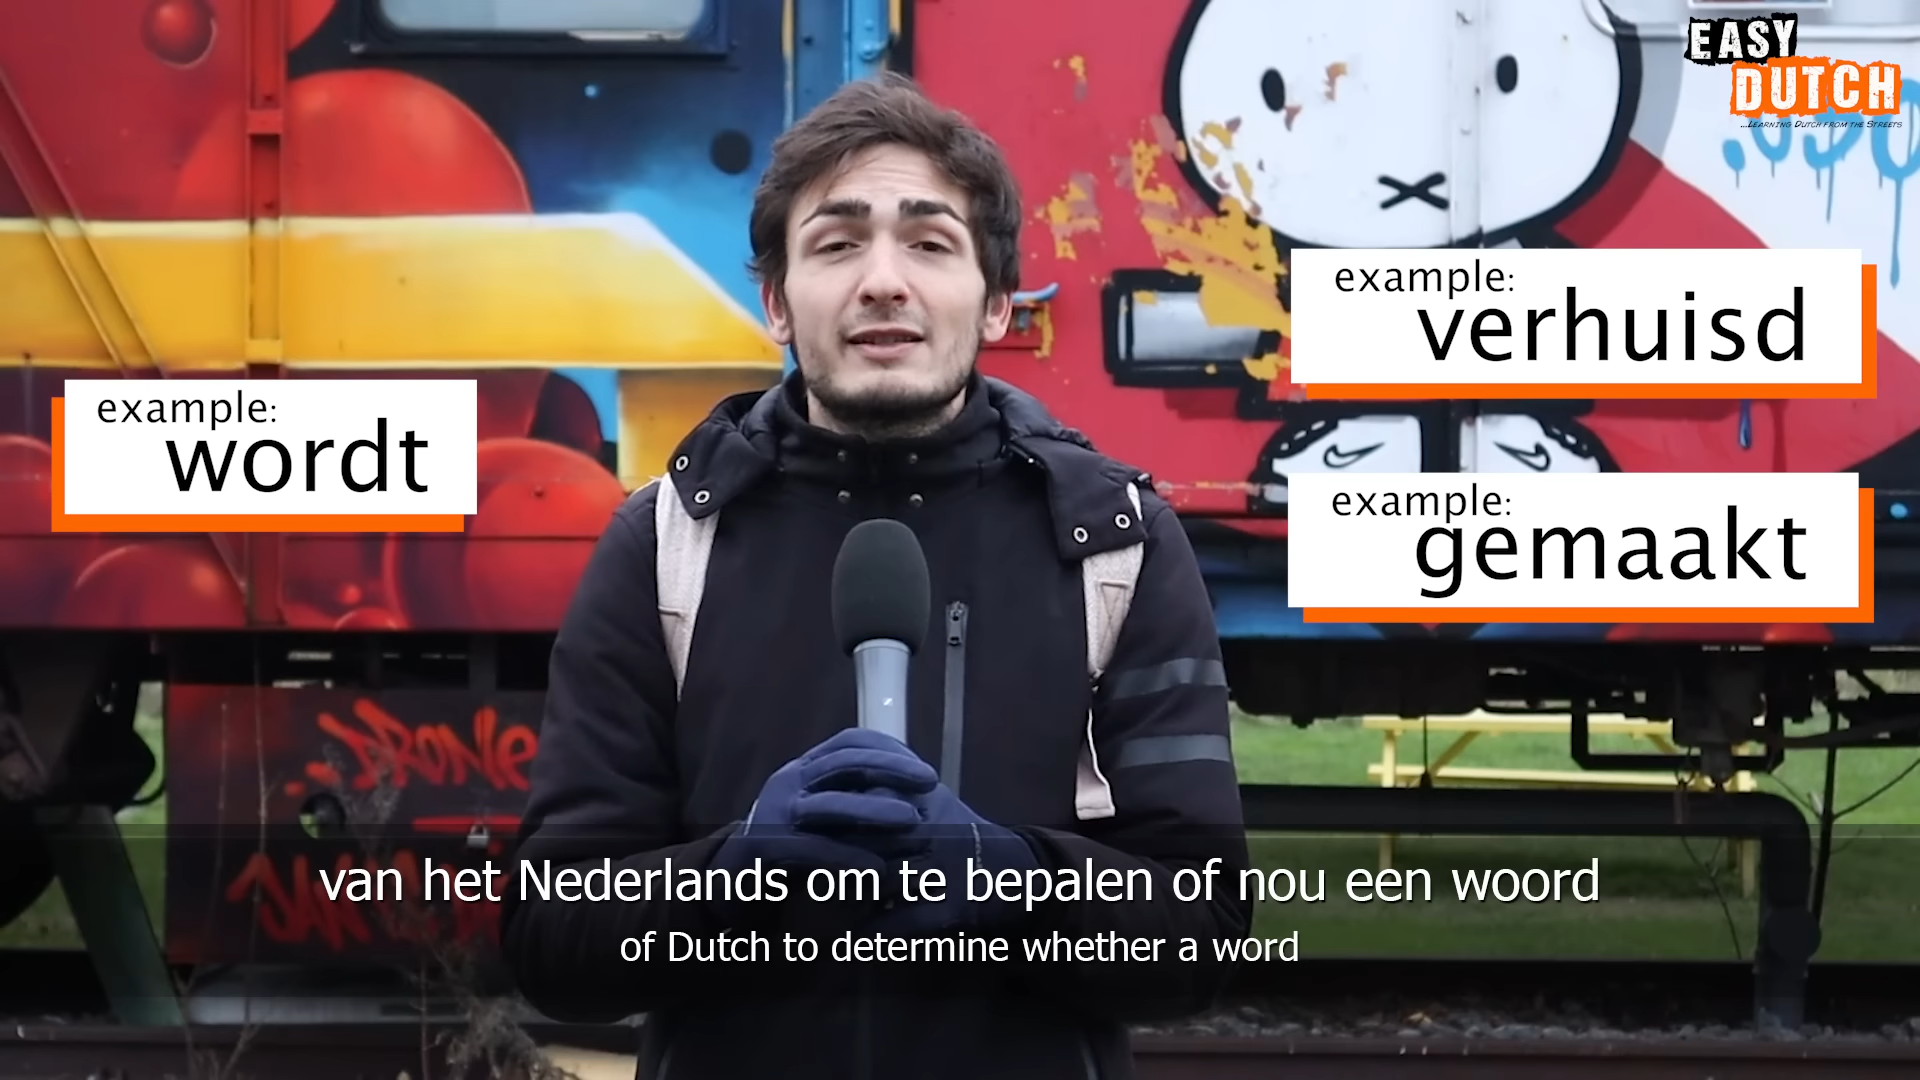 EASY
DUTCH
...LEARNING DUTCH FROM THE STREETS
example:
verhuisd
example:
wordt
example:
gemaakt
DRONIE
van het Nederlands om te bepalen of nou een woord
of Dutch to determine whether a word